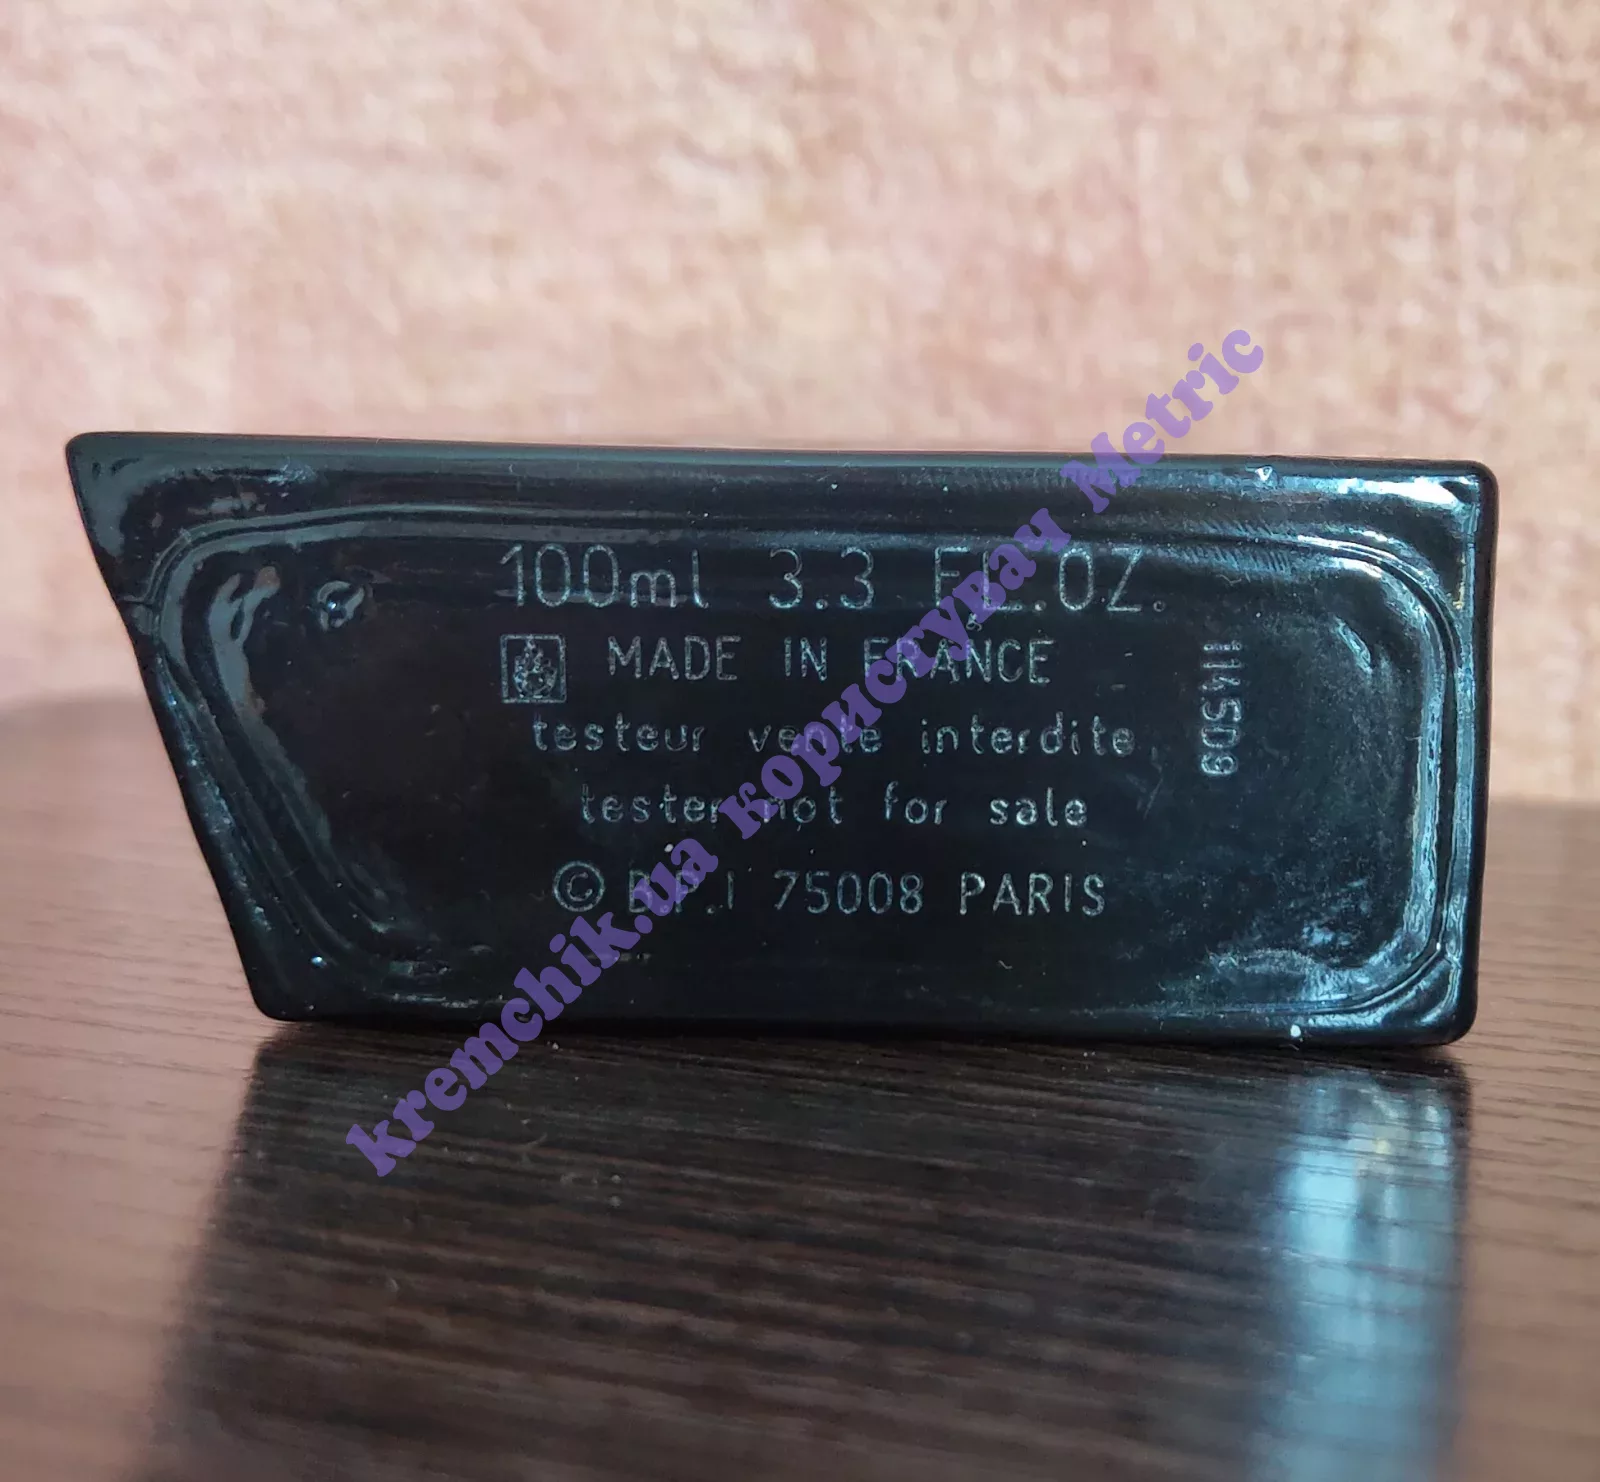 100ml 3.3 FL.OZ.
MADE IN FRANCE
testeur vente interdite
tester not for sale
© B.P.I 75008 PARIS
1145D9
kremchik.ua користувач Metric